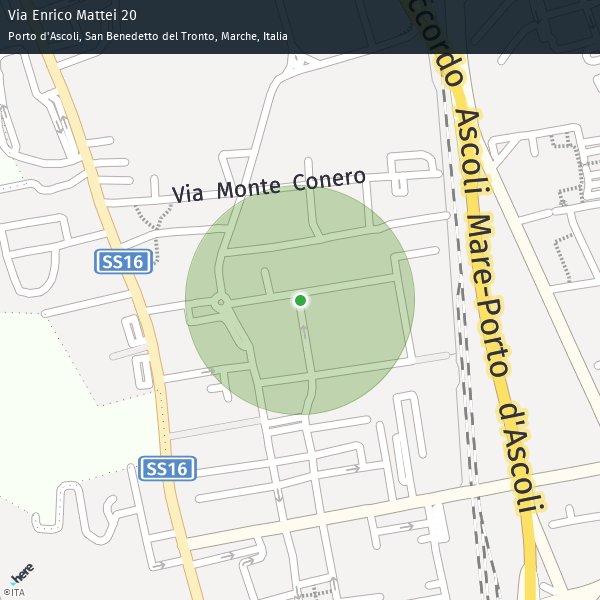 Via Enrico Mattei 20
Porto d'Ascoli, San Benedetto del Tronto, Marche, Italia
ccordo Ascoli Mare-Porto d'Ascoli
Via Monte Conero
SS16
SS16
here
©ITA